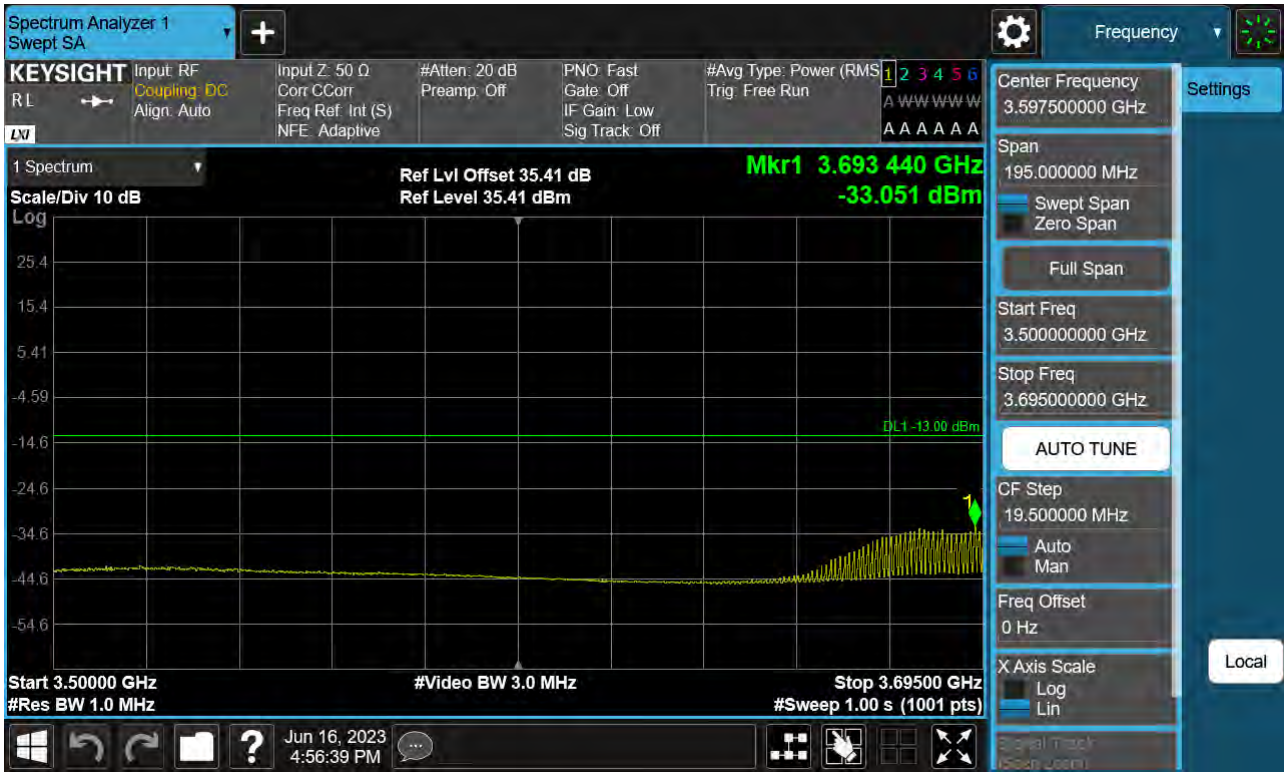 Spectrum Analyzer 1
Swept SA
+
Frequency
KEYSIGHT
RL
LXI
Input: RF
Coupling: DC
Align: Auto
Input Z: 50 Ω
Corr CCorr
Freq Ref: Int (S)
NFE: Adaptive
#Atten: 20 dB
Preamp: Off
PNO: Fast
Gate: Off
IF Gain: Low
Sig Track: Off
#Avg Type: Power (RMS
Trig: Free Run
1 2 3 4 5 6
A W W W W W
A A A A A A
1 Spectrum
Scale/Div 10 dB
Log
Ref Lvl Offset 35.41 dB
Ref Level 35.41 dBm
Mkr1 3.693 440 GHz
-33.051 dBm
25.4
15.4
5.41
-4.59
-14.6
-24.6
-34.6
-44.6
-54.6
DL1 -13.00 dBm
1
Start 3.50000 GHz
#Res BW 1.0 MHz
#Video BW 3.0 MHz
Stop 3.69500 GHz
#Sweep 1.00 s (1001 pts)
Center Frequency
3.597500000 GHz
Span
195.000000 MHz
Swept Span
Zero Span
Full Span
Start Freq
3.500000000 GHz
Stop Freq
3.695000000 GHz
AUTO TUNE
CF Step
19.500000 MHz
Auto
Man
Freq Offset
0 Hz
X Axis Scale
Log
Lin
Signal Track
(Span Zoom)
Settings
Local
?
Jun 16, 2023
4:56:39 PM